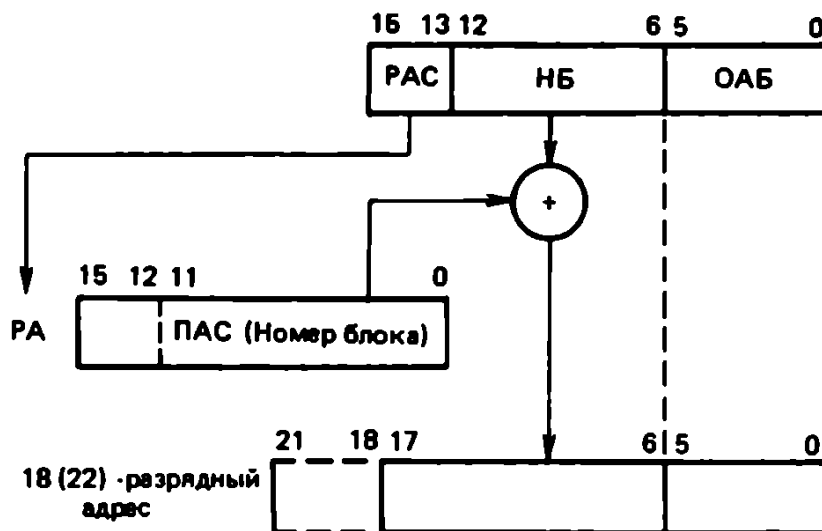 15 13 12 6 5 0
РАС НБ ОАБ
+
15 12 11 0
РА ПАС (Номер блока)
21 18 17 6 5 0
18 (22) -разрядный
адрес